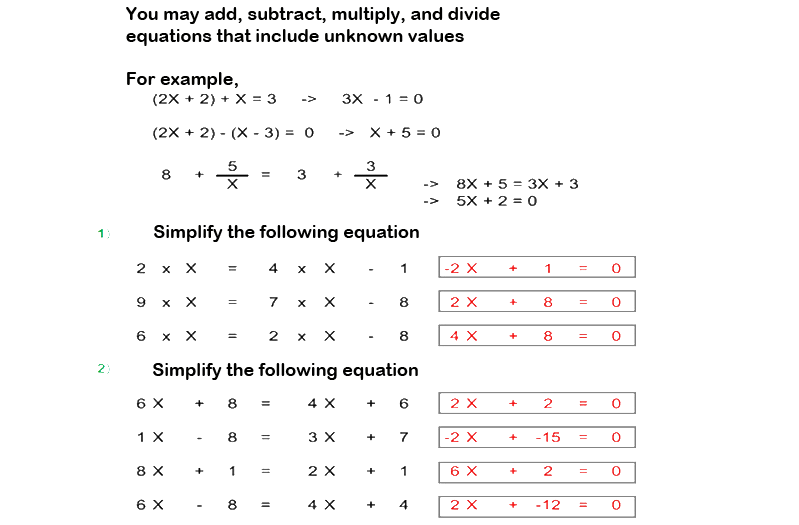 You may add, subtract, multiply, and divide
equations that include unknown values
For example,
(2X + 2) + X = 3 -> 3X - 1 = 0
(2X + 2) - (X - 3) = 0 -> X + 5 = 0
8 + 5/X = 3 + 3/X
-> 8X + 5 = 3X + 3
-> 5X + 2 = 0
1) Simplify the following equation
2 x X = 4 x X - 1 -2 X + 1 = 0
9 x X = 7 x X - 8 2 X + 8 = 0
6 x X = 2 x X - 8 4 X + 8 = 0
2) Simplify the following equation
6 X + 8 = 4 X + 6 2 X + 2 = 0
1 X - 8 = 3 X + 7 -2 X + -15 = 0
8 X + 1 = 2 X + 1 6 X + 2 = 0
6 X - 8 = 4 X + 4 2 X + -12 = 0